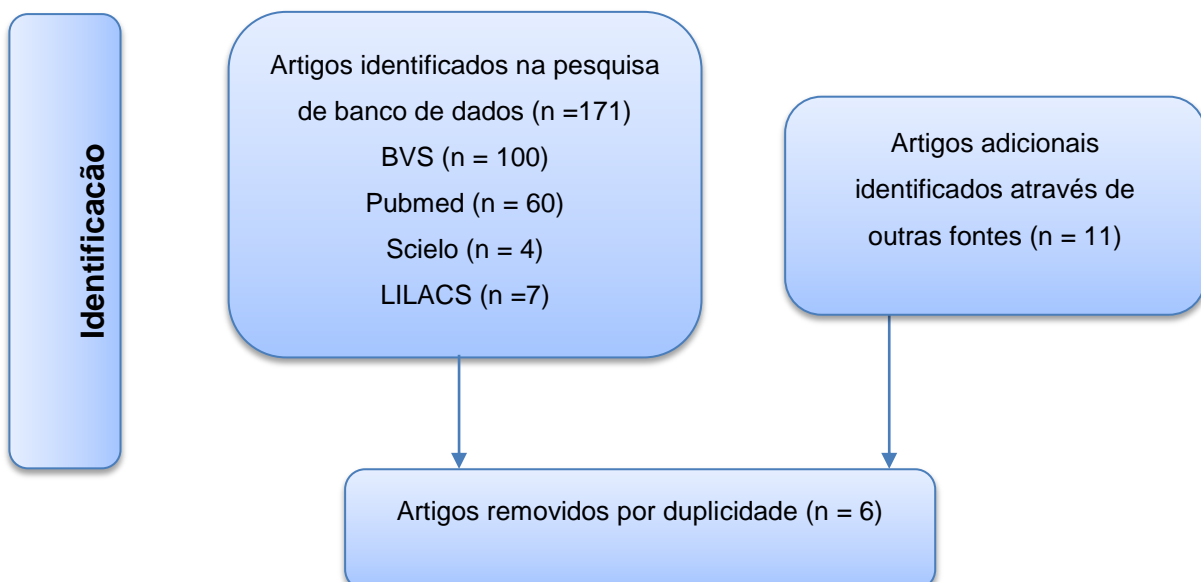 Identificação
Artigos identificados na pesquisa
de banco de dados (n =171)
BVS (n = 100)
Pubmed (n = 60)
Scielo (n = 4)
LILACS (n =7)
Artigos adicionais
identificados através de
outras fontes (n = 11)
Artigos removidos por duplicidade (n = 6)